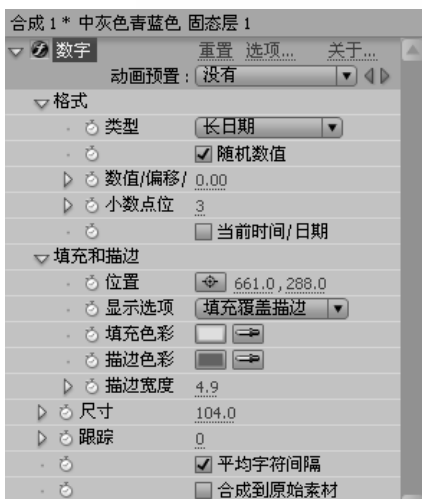 合成 1 * 中灰色青蓝色 固态层 1
数字 重置 选项... 关于...
动画预置 : 没有
格式
类型 长日期
随机数值
数值/偏移/ 0.00
小数点位 3
当前时间/日期
填充和描边
位置 661.0 , 288.0
显示选项 填充覆盖描边
填充色彩
描边色彩
描边宽度 4.9
尺寸 104.0
跟踪 0
平均字符间隔
合成到原始素材